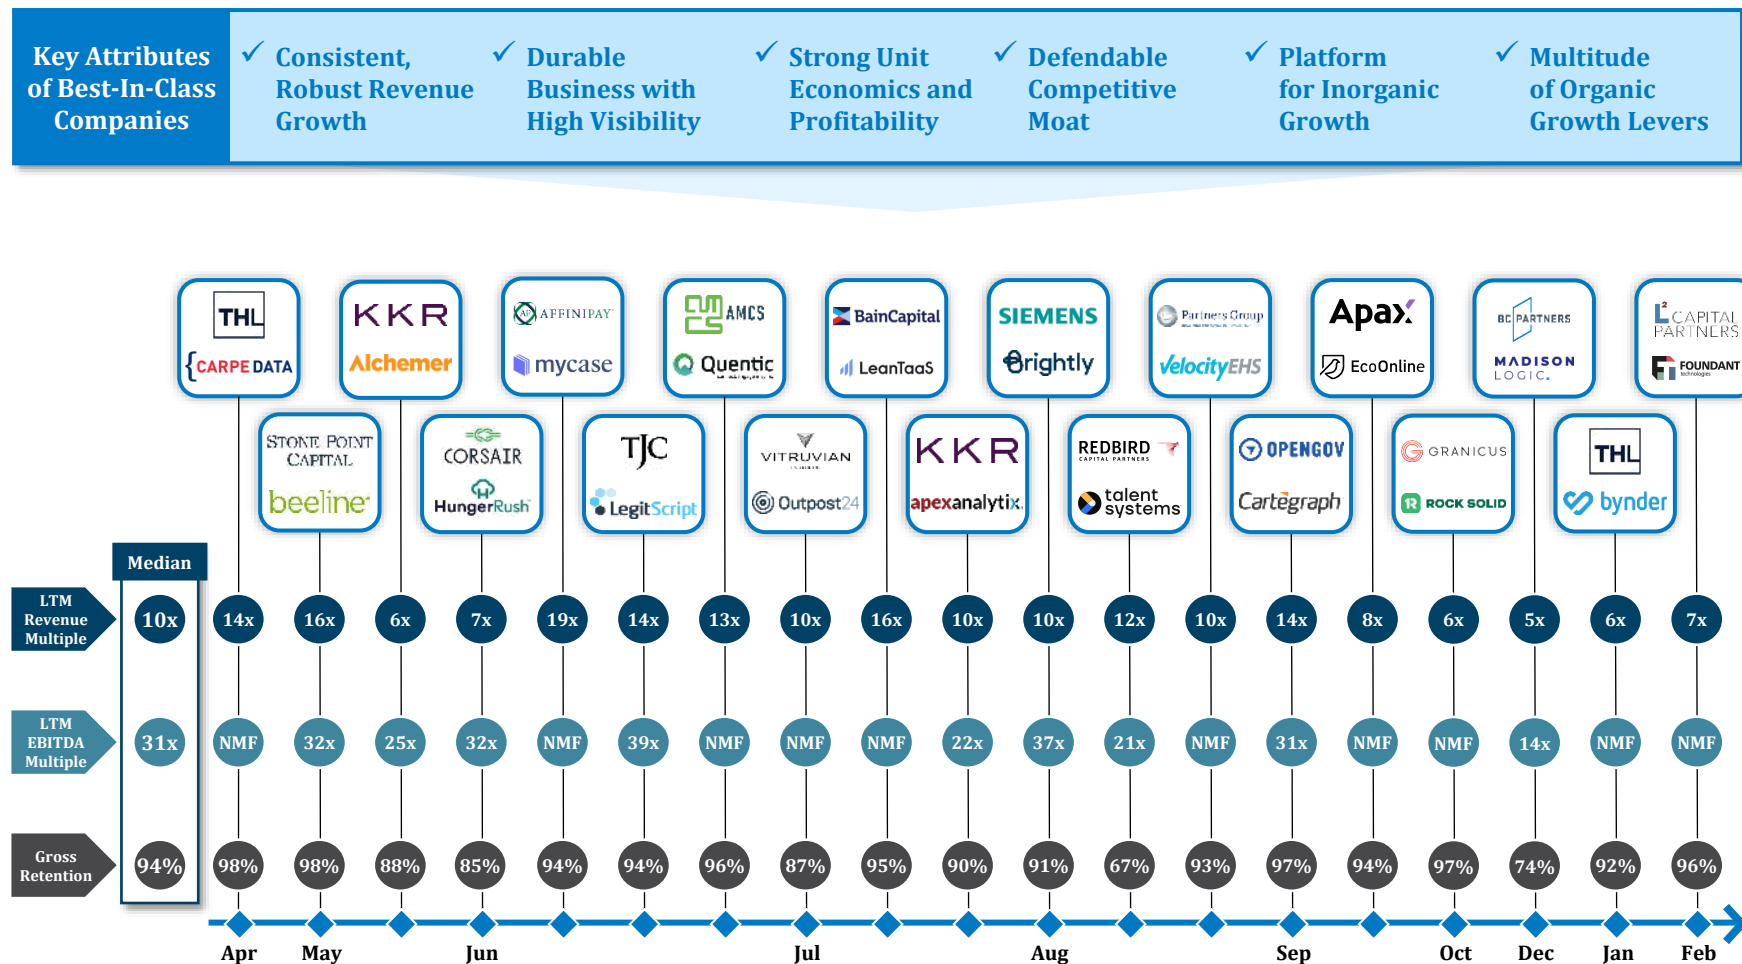 Key Attributes
of Best-In-Class
Companies
✓ Consistent,
Robust Revenue
Growth
✓ Durable
Business with
High Visibility
✓ Strong Unit
Economics and
Profitability
✓ Defendable
Competitive
Moat
✓ Platform
for Inorganic
Growth
✓ Multitude
of Organic
Growth Levers
THL
{CARPE DATA
KKR
Alchemer
AP AFFINIPAY
mycase
AMCS
Quentic
BainCapital
LeanTaaS
SIEMENS
Brightly
Partners Group
VelocityEHS
Apax
EcoOnline
BC PARTNERS
MADISON
LOGIC.
L2 CAPITAL
PARTNERS
FOUNDANT
technologies
STONE POINT
CAPITAL
beeline
CORSAIR
HungerRush
TJC
LegitScript
VITRUVIAN
Outpost24
KKR
apexanalytix.
REDBIRD
CAPITAL PARTNERS
talent
systems
OPENGOV
Cartegraph
GRANICUS
ROCK SOLID
THL
bynder
Median
LTM
Revenue
Multiple
10x 14x 16x 6x 7x 19x 14x 13x 10x 16x 10x 10x 12x 10x 14x 8x 6x 5x 6x 7x
LTM
EBITDA
Multiple
31x NMF 32x 25x 32x NMF 39x NMF NMF NMF 22x 37x 21x NMF 31x NMF NMF 14x NMF NMF
Gross
Retention
94% 98% 98% 88% 85% 94% 94% 96% 87% 95% 90% 91% 67% 93% 97% 94% 97% 74% 92% 96%
Apr May Jun Jul Aug Sep Oct Dec Jan Feb